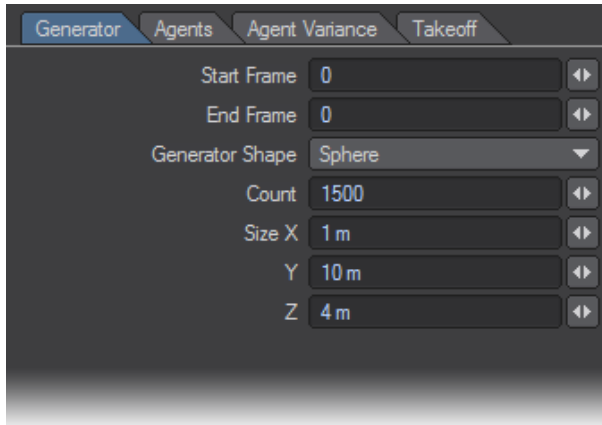 Generator Agents Agent Variance Takeoff
Start Frame 0
End Frame 0
Generator Shape Sphere
Count 1500
Size X 1 m
Y 10 m
Z 4 m